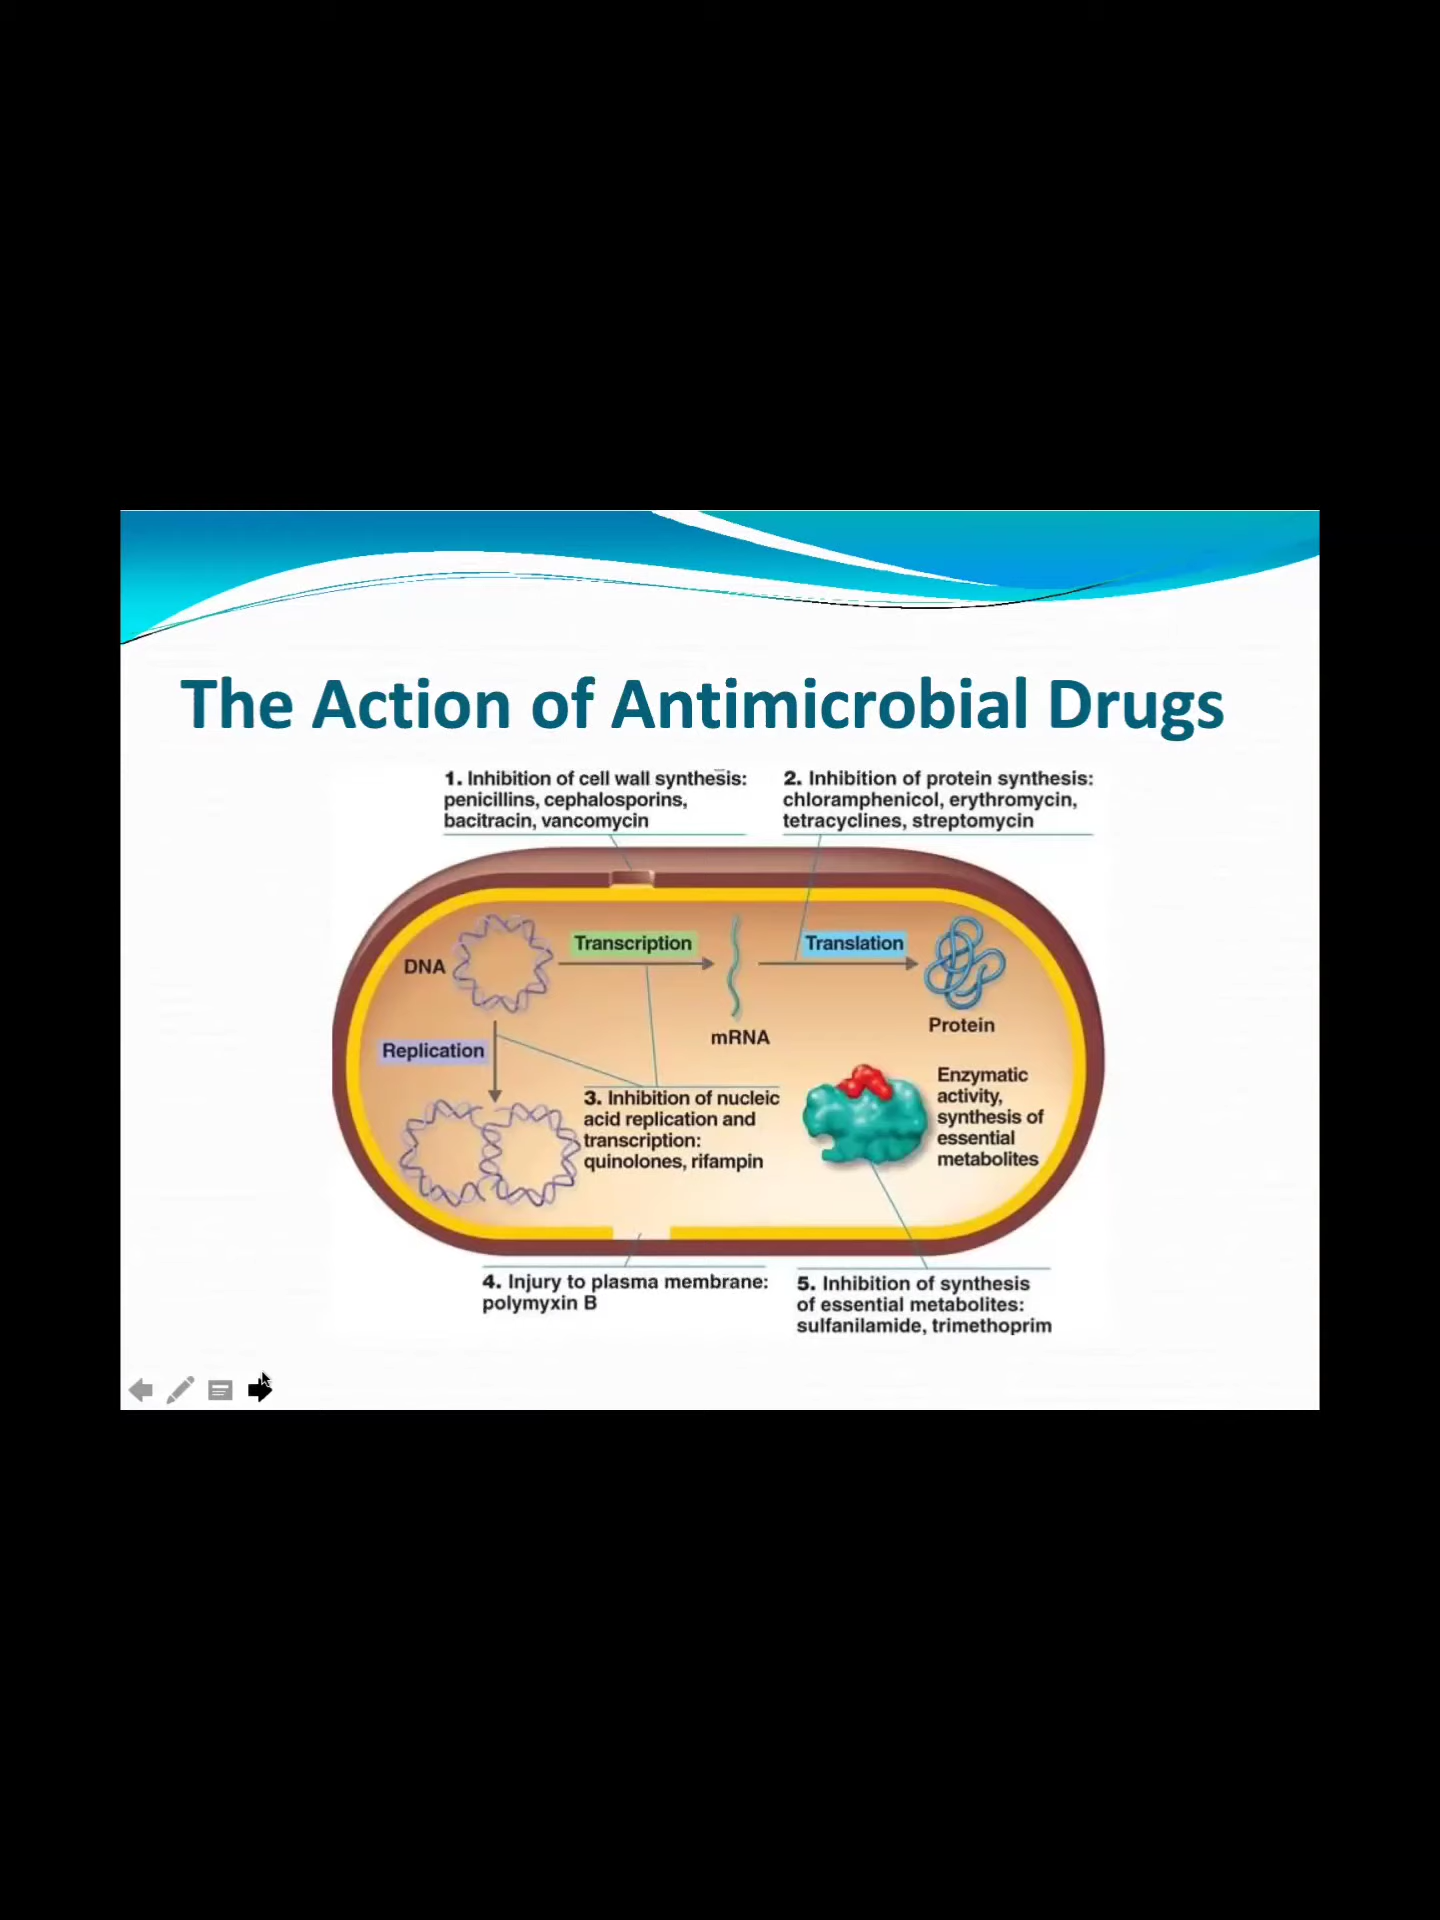 The Action of Antimicrobial Drugs
1. Inhibition of cell wall synthesis:
penicillins, cephalosporins,
bacitracin, vancomycin
2. Inhibition of protein synthesis:
chloramphenicol, erythromycin,
tetracyclines, streptomycin
DNA
Transcription
mRNA
Translation
Protein
Replication
3. Inhibition of nucleic
acid replication and
transcription:
quinolones, rifampin
Enzymatic
activity,
synthesis of
essential
metabolites
4. Injury to plasma membrane:
polymyxin B
5. Inhibition of synthesis
of essential metabolites:
sulfanilamide, trimethoprim